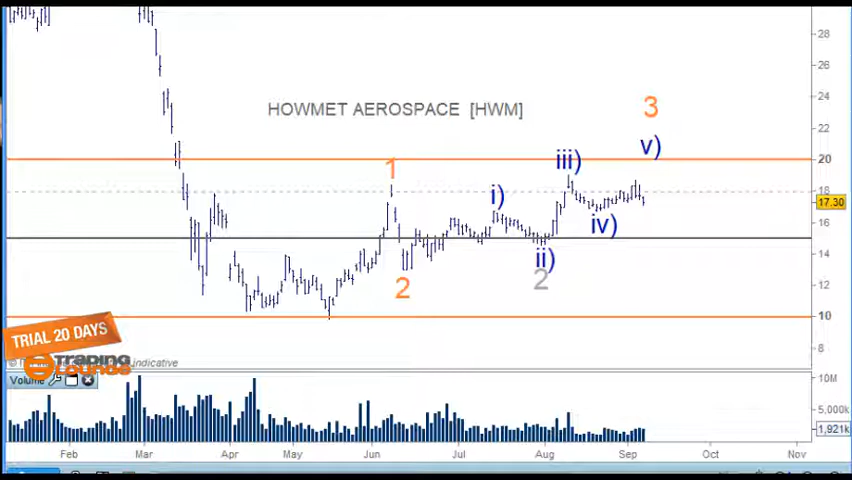 28
26
24
HOWMET AEROSPACE [HWM]
3
22
v)
20
iii)
1
18
i)
17.30
16
iv)
14
ii)
2
2
12
10
TRIAL 20 DAYS
TRADING
LOUNGE
indicative
8
Volume
10M
5,000k
1,921k
Feb Mar Apr May Jun Jul Aug Sep Oct Nov